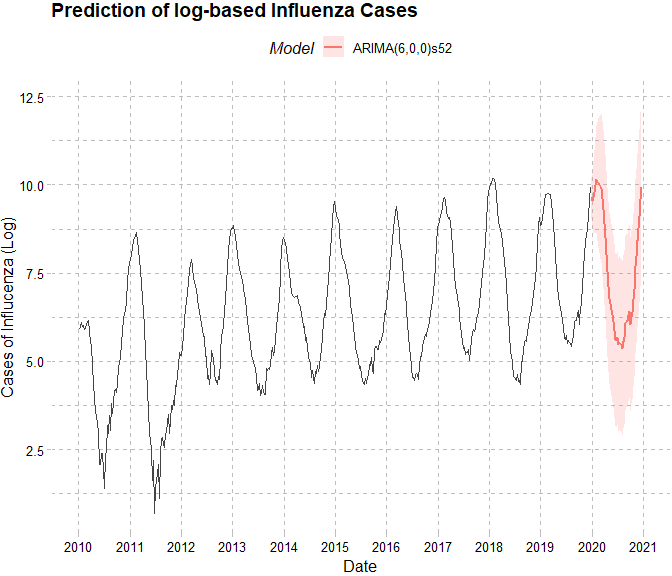 Prediction of log-based Influenza Cases
Model ARIMA(6,0,0)s52
Cases of Influcenza (Log)
12.5
10.0
7.5
5.0
2.5
2010 2011 2012 2013 2014 2015 2016 2017 2018 2019 2020 2021
Date